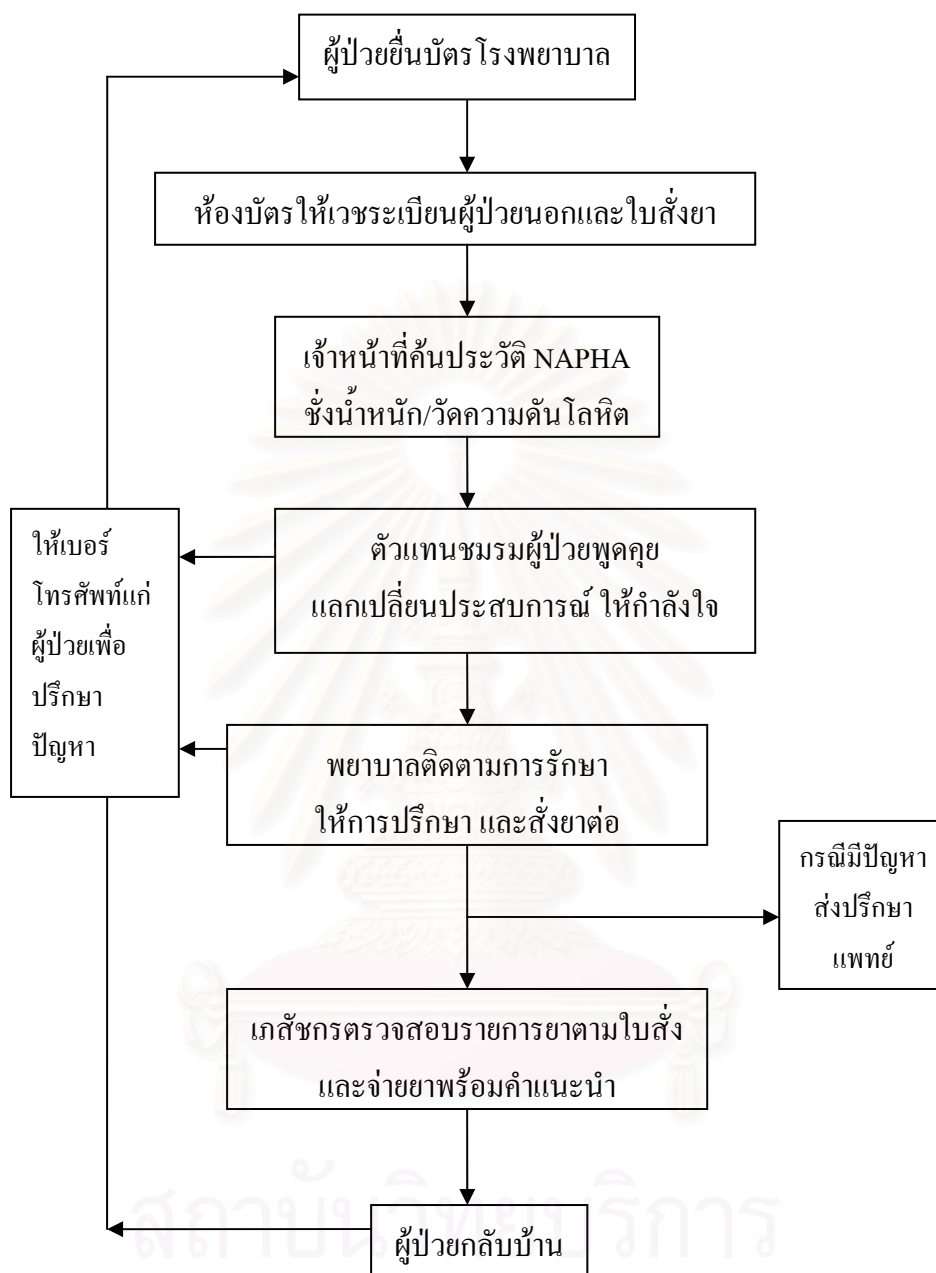 ผู้ป่วยยื่นบัตรโรงพยาบาล
ห้องบัตรให้เวชระเบียนผู้ป่วยนอกและใบสั่งยา
เจ้าหน้าที่ค้นประวัติ NAPHA
ชั่งน้ำหนัก/วัดความดันโลหิต
ให้เบอร์
โทรศัพท์แก่
ผู้ป่วยเพื่อ
ปรึกษา
ปัญหา
ตัวแทนชมรมผู้ป่วยพูดคุย
แลกเปลี่ยนประสบการณ์ ให้กำลังใจ
พยาบาลติดตามการรักษา
ให้การปรึกษา และสั่งยาต่อ
กรณีมีปัญหา
ส่งปรึกษา
แพทย์
เภสัชกรตรวจสอบรายการยาตามใบสั่ง
และจ่ายยาพร้อมคำแนะนำ
สถาบันวิทยบริการ
ผู้ป่วยกลับบ้าน